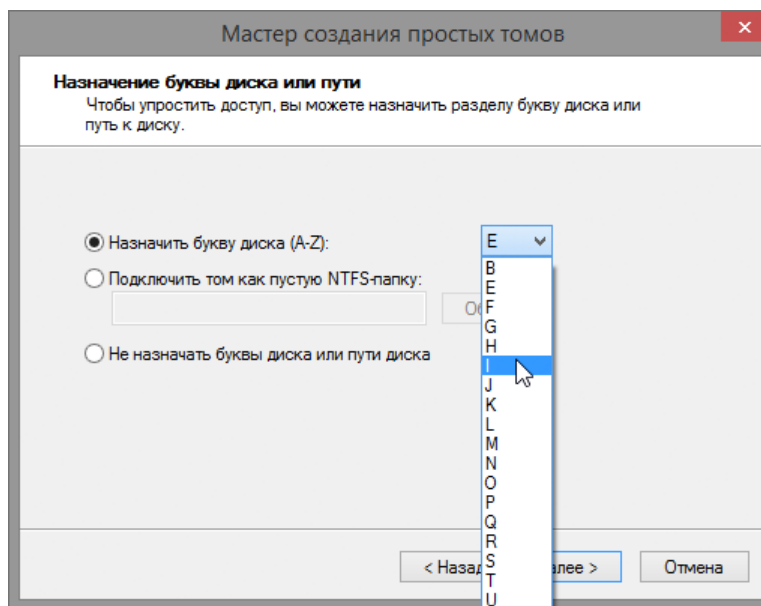 Мастер создания простых томов
Назначение буквы диска или пути
Чтобы упростить доступ, вы можете назначить разделу букву диска или
путь к диску.
Назначить букву диска (A-Z):
E
Подключить том как пустую NTFS-папку:
Не назначать буквы диска или пути диска
B
E
F
G
H
I
J
K
L
M
N
O
P
Q
R
S
T
U
< Назад
Отмена